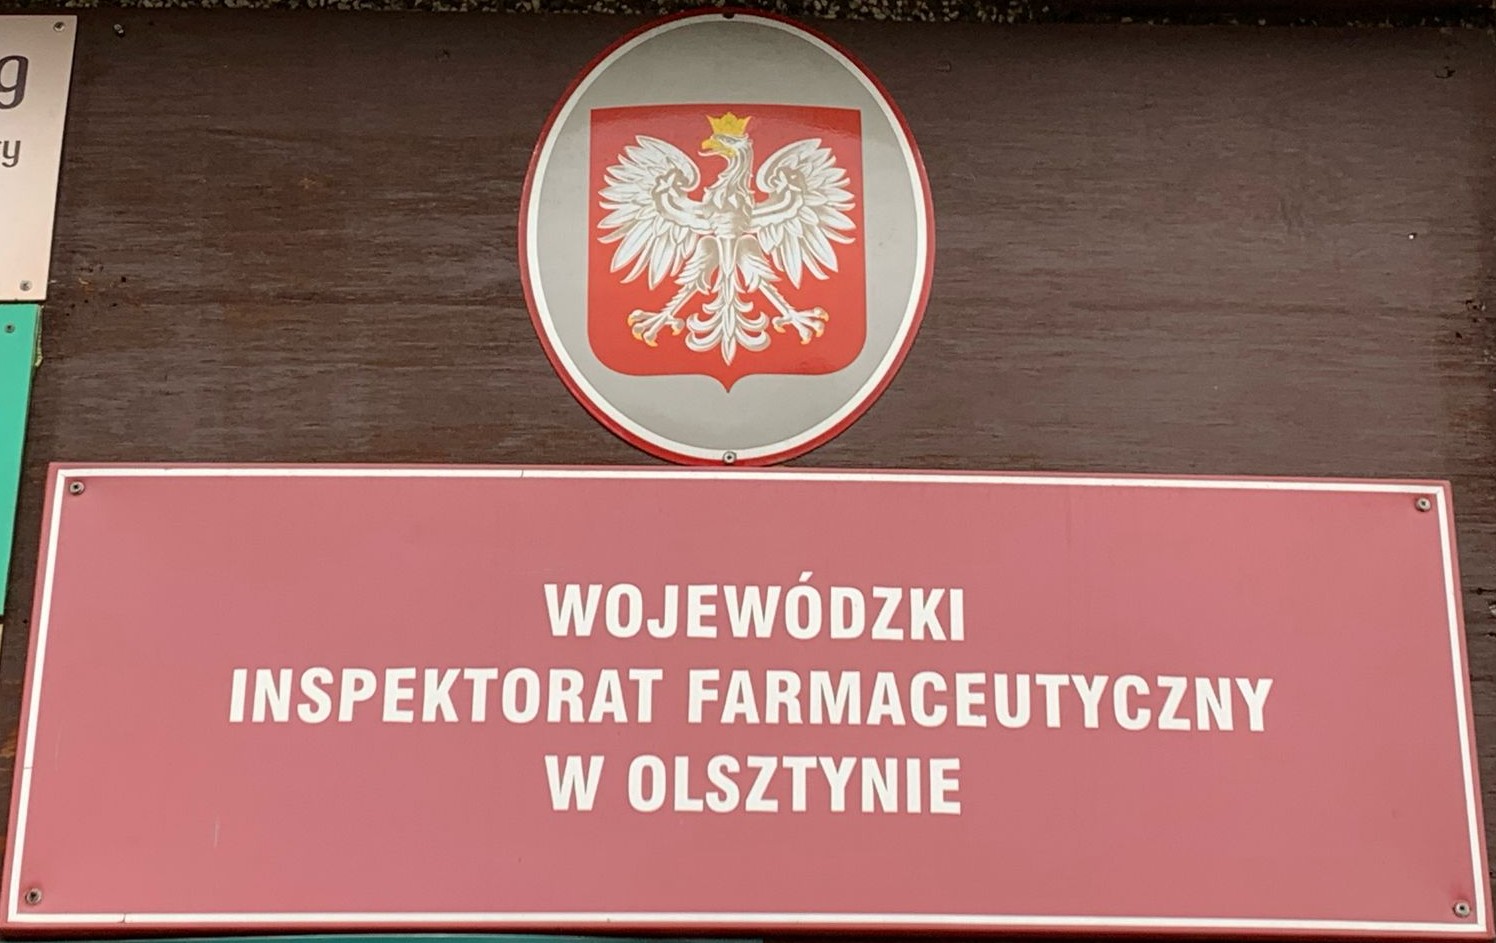 WOJEWÓDZKI
INSPEKTORAT FARMACEUTYCZNY
W OLSZTYNIE